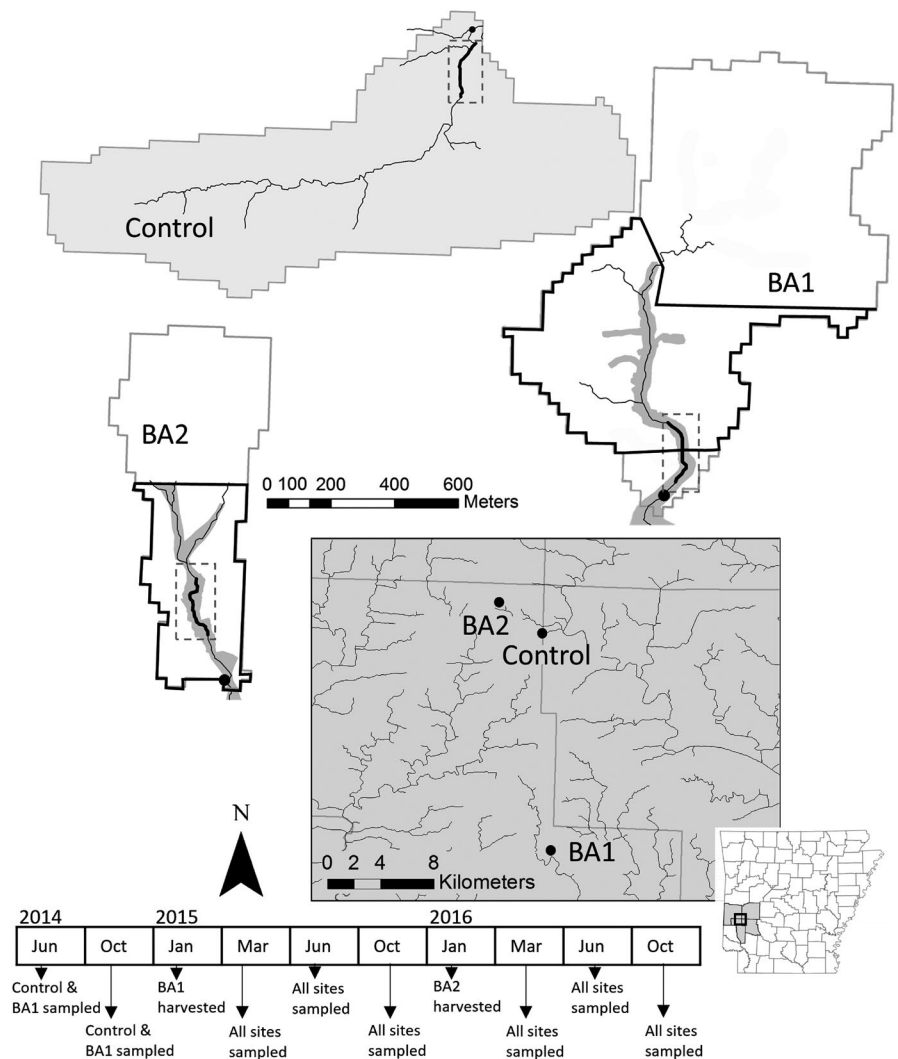 Control
BA1
BA2
0 100 200 400 600
Meters
BA2
Control
BA1
0 2 4 8
Kilometers
N
2014 2015 2016
Jun Oct Jan Mar Jun Oct Jan Mar Jun Oct
Control &
BA1 sampled
BA1
harvested
All sites
sampled
BA2
harvested
All sites
sampled
Control &
BA1 sampled
All sites
sampled
All sites
sampled
All sites
sampled
All sites
sampled